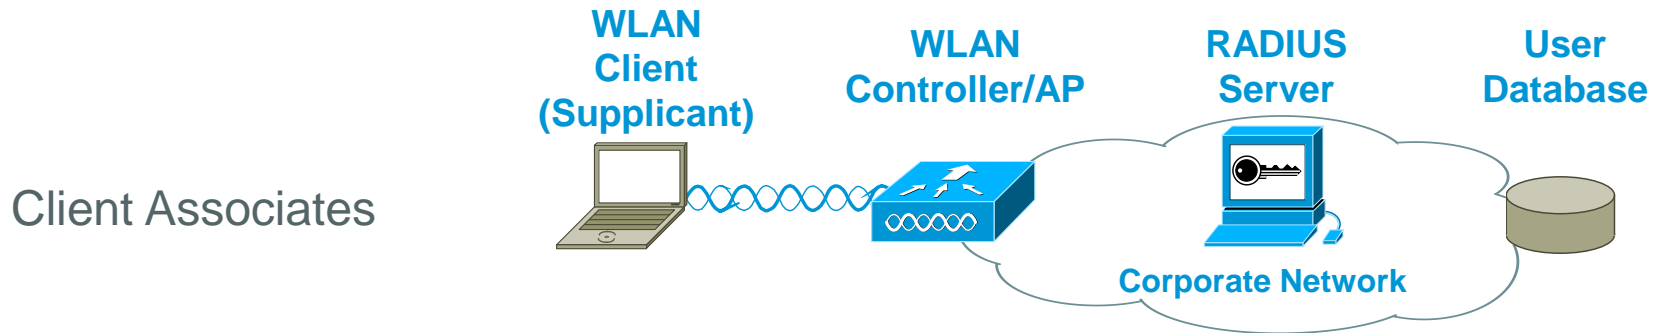 WLAN
Client
(Supplicant)
WLAN
Controller/AP
RADIUS
Server
User
Database
Client Associates
Corporate Network